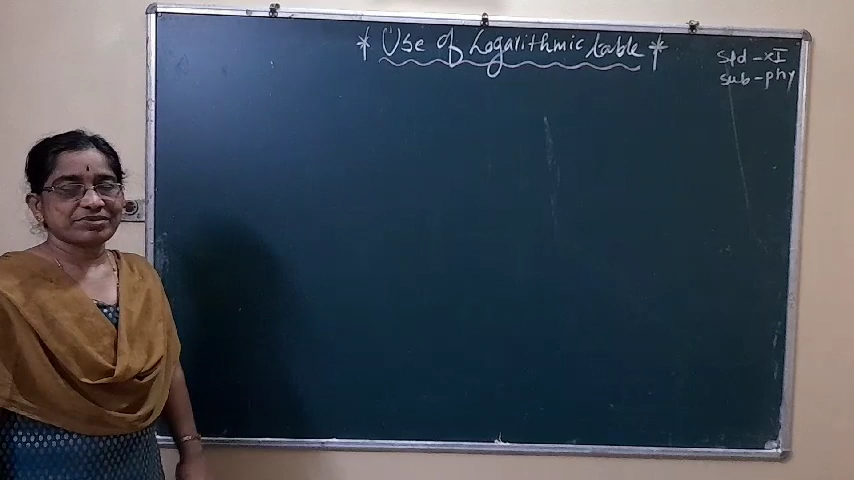 * Use of Logarithmic table *
Std - XI
Sub - phy